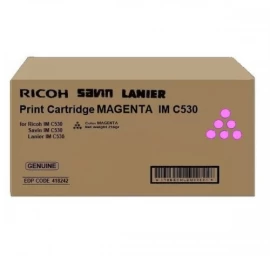 RICOH savin LANIER
Print Cartridge MAGENTA IM C530
for Ricoh IM C530
Savin IM C530
Lanier IM C530
MAGENTA
GENUINE
EDP CODE 418242